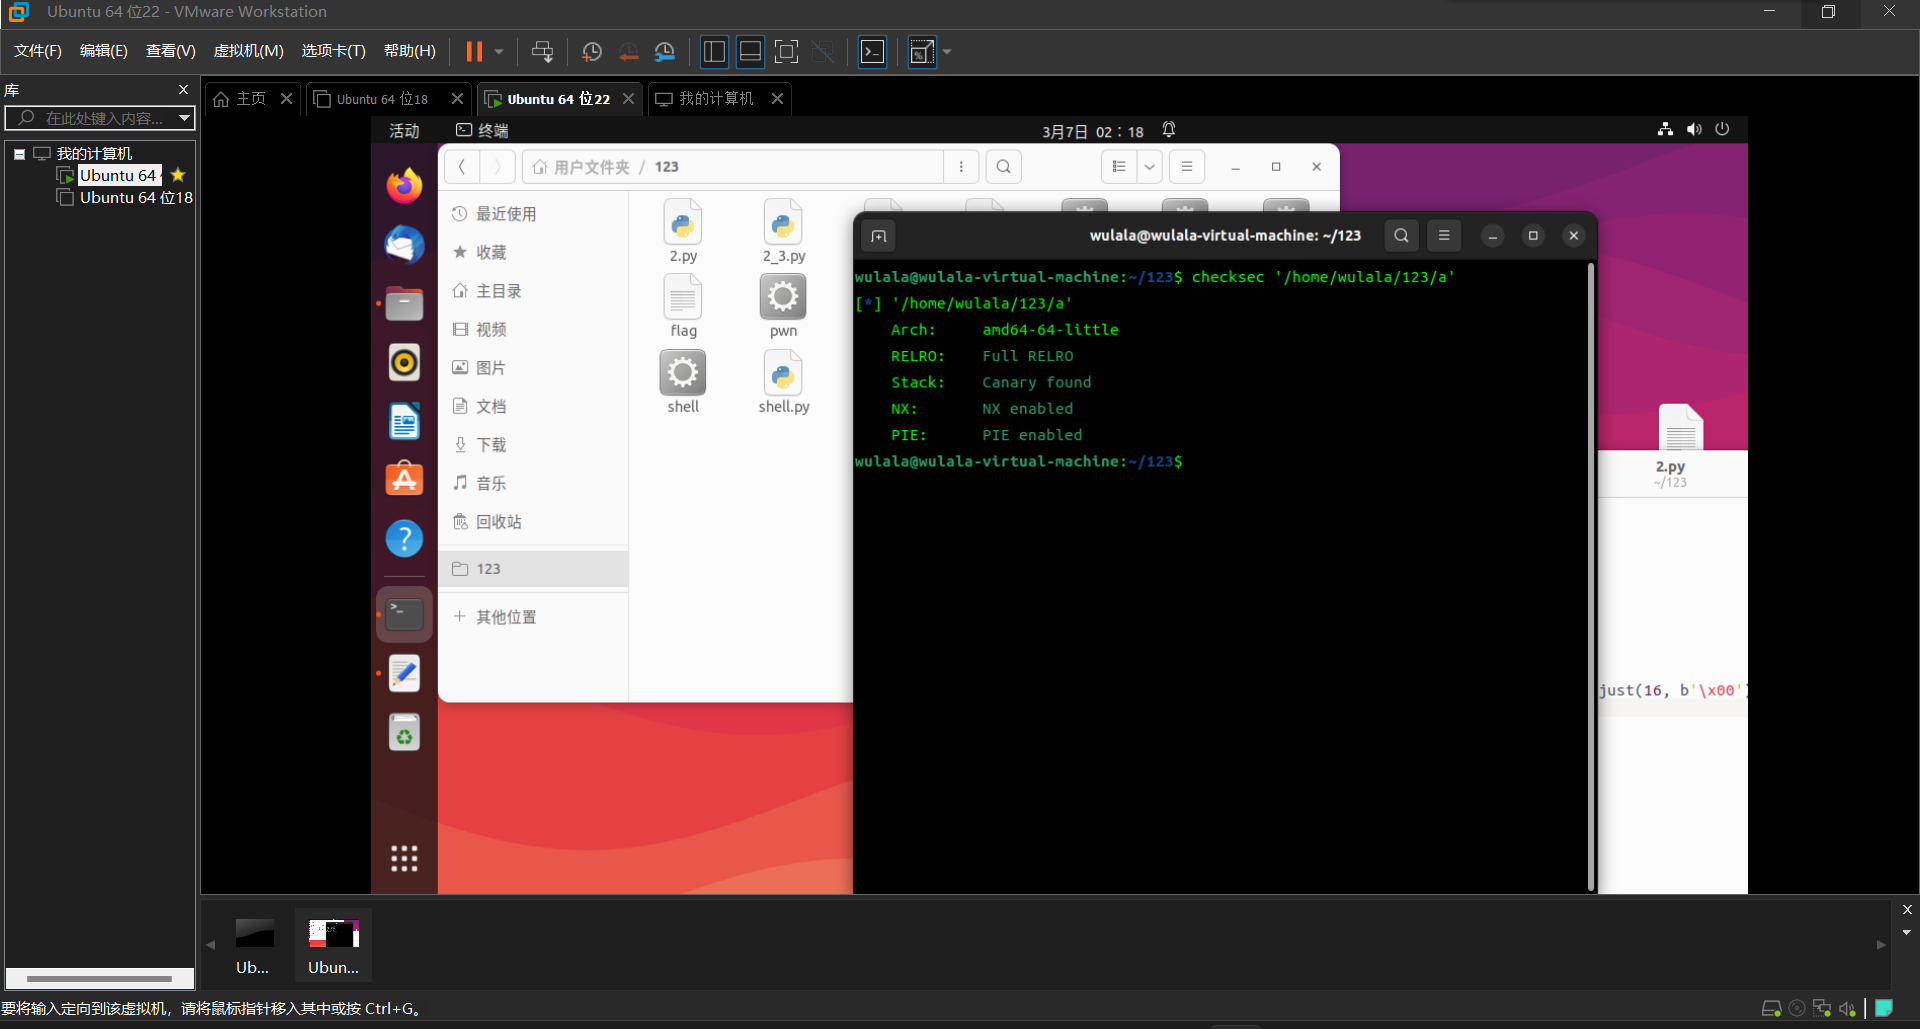 Ubuntu 64 位22 - VMware Workstation
文件(F) 编辑(E) 查看(V) 虚拟机(M) 选项卡(T) 帮助(H)
库
在此处键入内容...
我的计算机
Ubuntu 64
Ubuntu 64 位18
主页
Ubuntu 64 位18
Ubuntu 64 位22
我的计算机
活动
终端
3月7日 02：18
用户文件夹 / 123
最近使用
收藏
主目录
视频
图片
文档
下载
音乐
回收站
123
其他位置
2.py
2_3.py
flag
pwn
shell
shell.py
wulala@wulala-virtual-machine: ~/123
wulala@wulala-virtual-machine:~/123$ checksec '/home/wulala/123/a'
[*] '/home/wulala/123/a'
Arch: amd64-64-little
RELRO: Full RELRO
Stack: Canary found
NX: NX enabled
PIE: PIE enabled
wulala@wulala-virtual-machine:~/123$
2.py
~/123
just(16, b'\x00')
Ub...
Ubun...
要将输入定向到该虚拟机，请将鼠标指针移入其中或按 Ctrl+G。